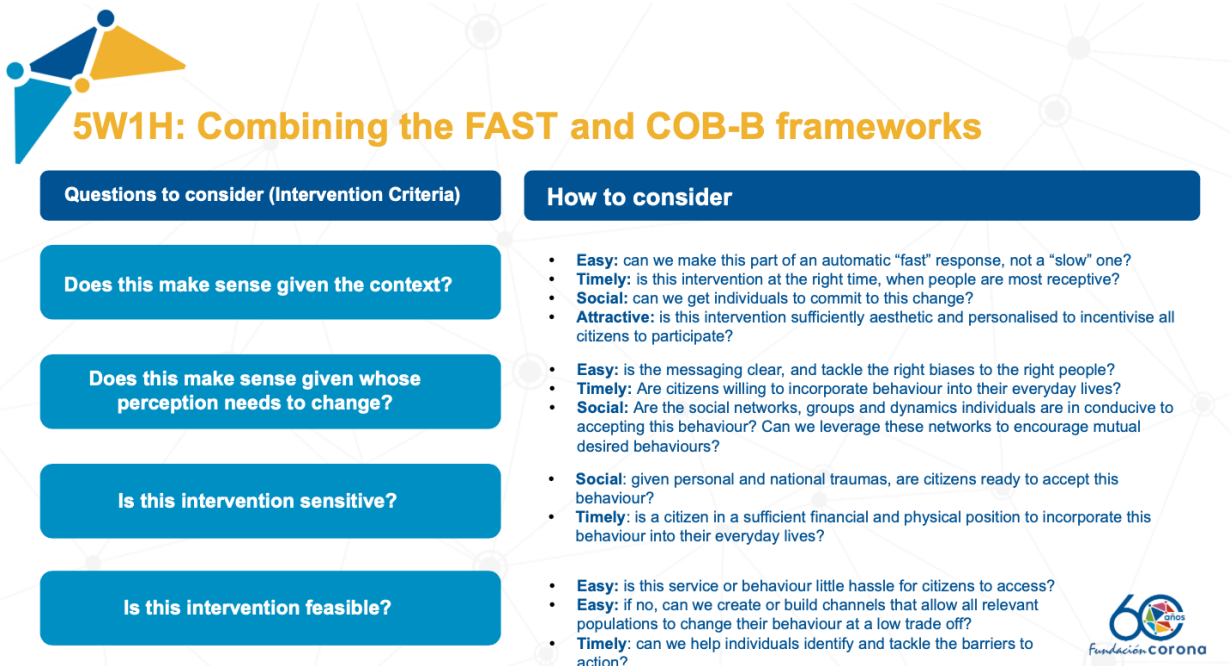 5W1H: Combining the FAST and COB-B frameworks
Questions to consider (Intervention Criteria)
How to consider
Does this make sense given the context?
• Easy: can we make this part of an automatic “fast” response, not a “slow” one?
• Timely: is this intervention at the right time, when people are most receptive?
• Social: can we get individuals to commit to this change?
• Attractive: is this intervention sufficiently aesthetic and personalised to incentivise all
citizens to participate?
Does this make sense given whose
perception needs to change?
• Easy: is the messaging clear, and tackle the right biases to the right people?
• Timely: Are citizens willing to incorporate behaviour into their everyday lives?
• Social: Are the social networks, groups and dynamics individuals are in conducive to
accepting this behaviour? Can we leverage these networks to encourage mutual
desired behaviours?
Is this intervention sensitive?
• Social: given personal and national traumas, are citizens ready to accept this
behaviour?
• Timely: is a citizen in a sufficient financial and physical position to incorporate this
behaviour into their everyday lives?
Is this intervention feasible?
• Easy: is this service or behaviour little hassle for citizens to access?
• Easy: if no, can we create or build channels that allow all relevant
populations to change their behaviour at a low trade off?
• Timely: can we help individuals identify and tackle the barriers to
action?
60 años
Fundación corona